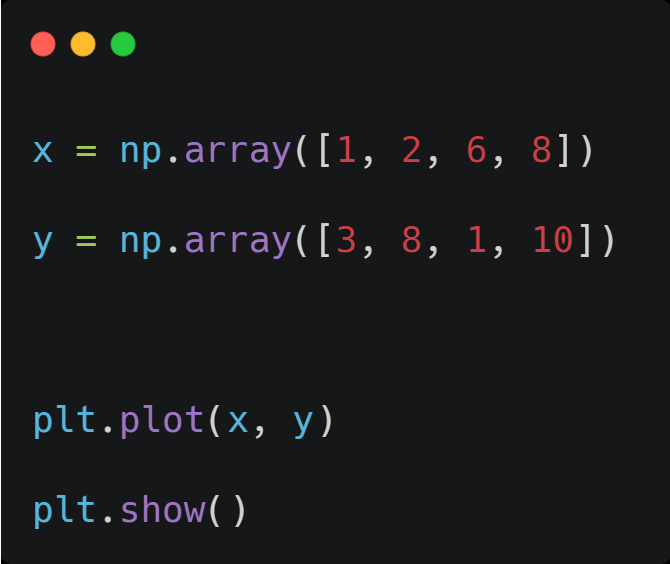 x = np.array([1, 2, 6, 8])
y = np.array([3, 8, 1, 10])
plt.plot(x, y)
plt.show()